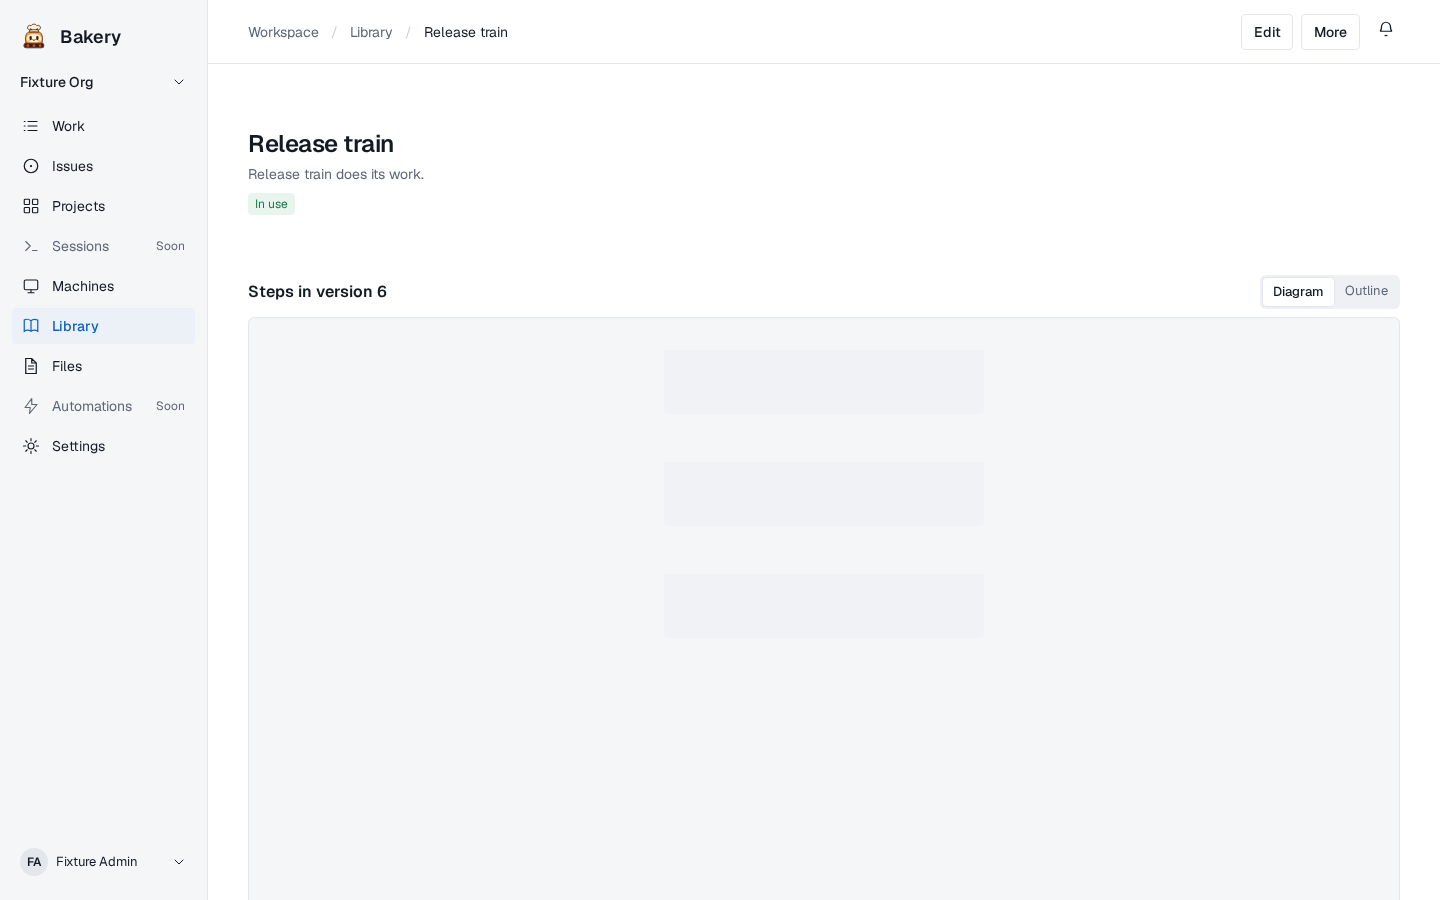 Bakery
Fixture Org
Work
Issues
Projects
Sessions Soon
Machines
Library
Files
Automations Soon
Settings
FA Fixture Admin
Workspace / Library / Release train
Edit More
Release train
Release train does its work.
In use
Steps in version 6
Diagram Outline